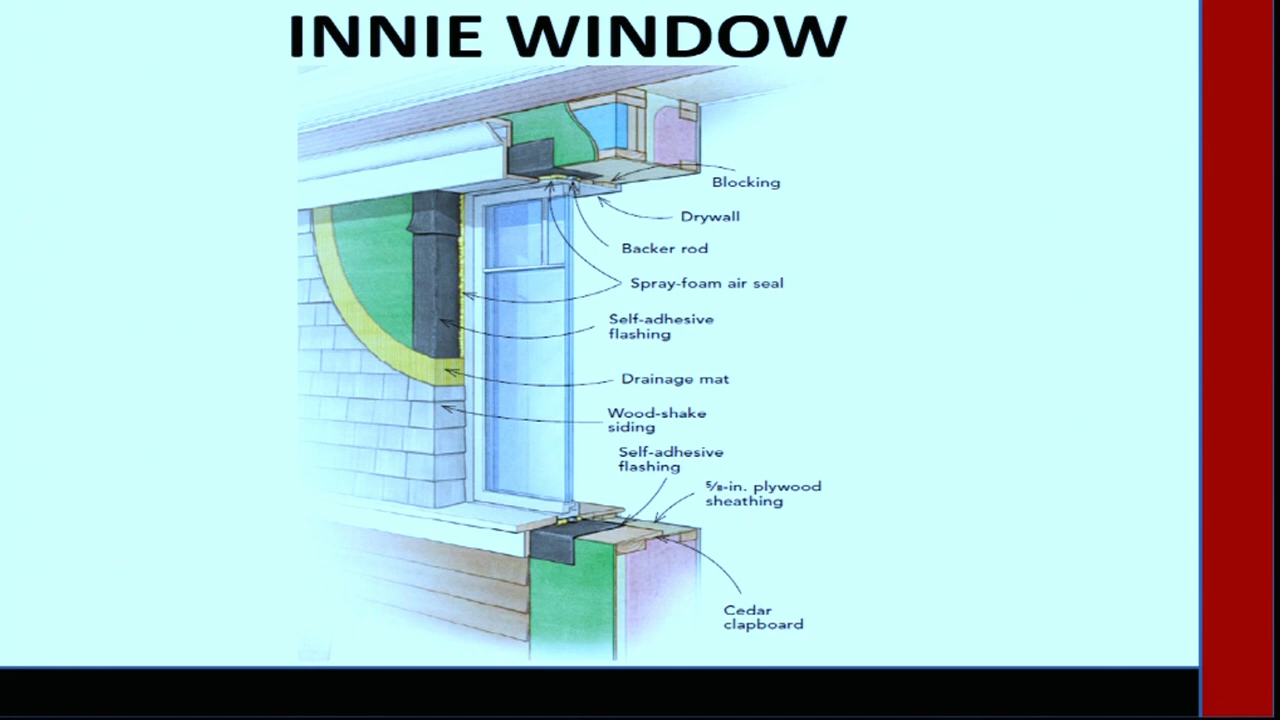 INNIE WINDOW
Blocking
Drywall
Backer rod
Spray-foam air seal
Self-adhesive
flashing
Drainage mat
Wood-shake
siding
Self-adhesive
flashing
⅝-in. plywood
sheathing
Cedar
clapboard